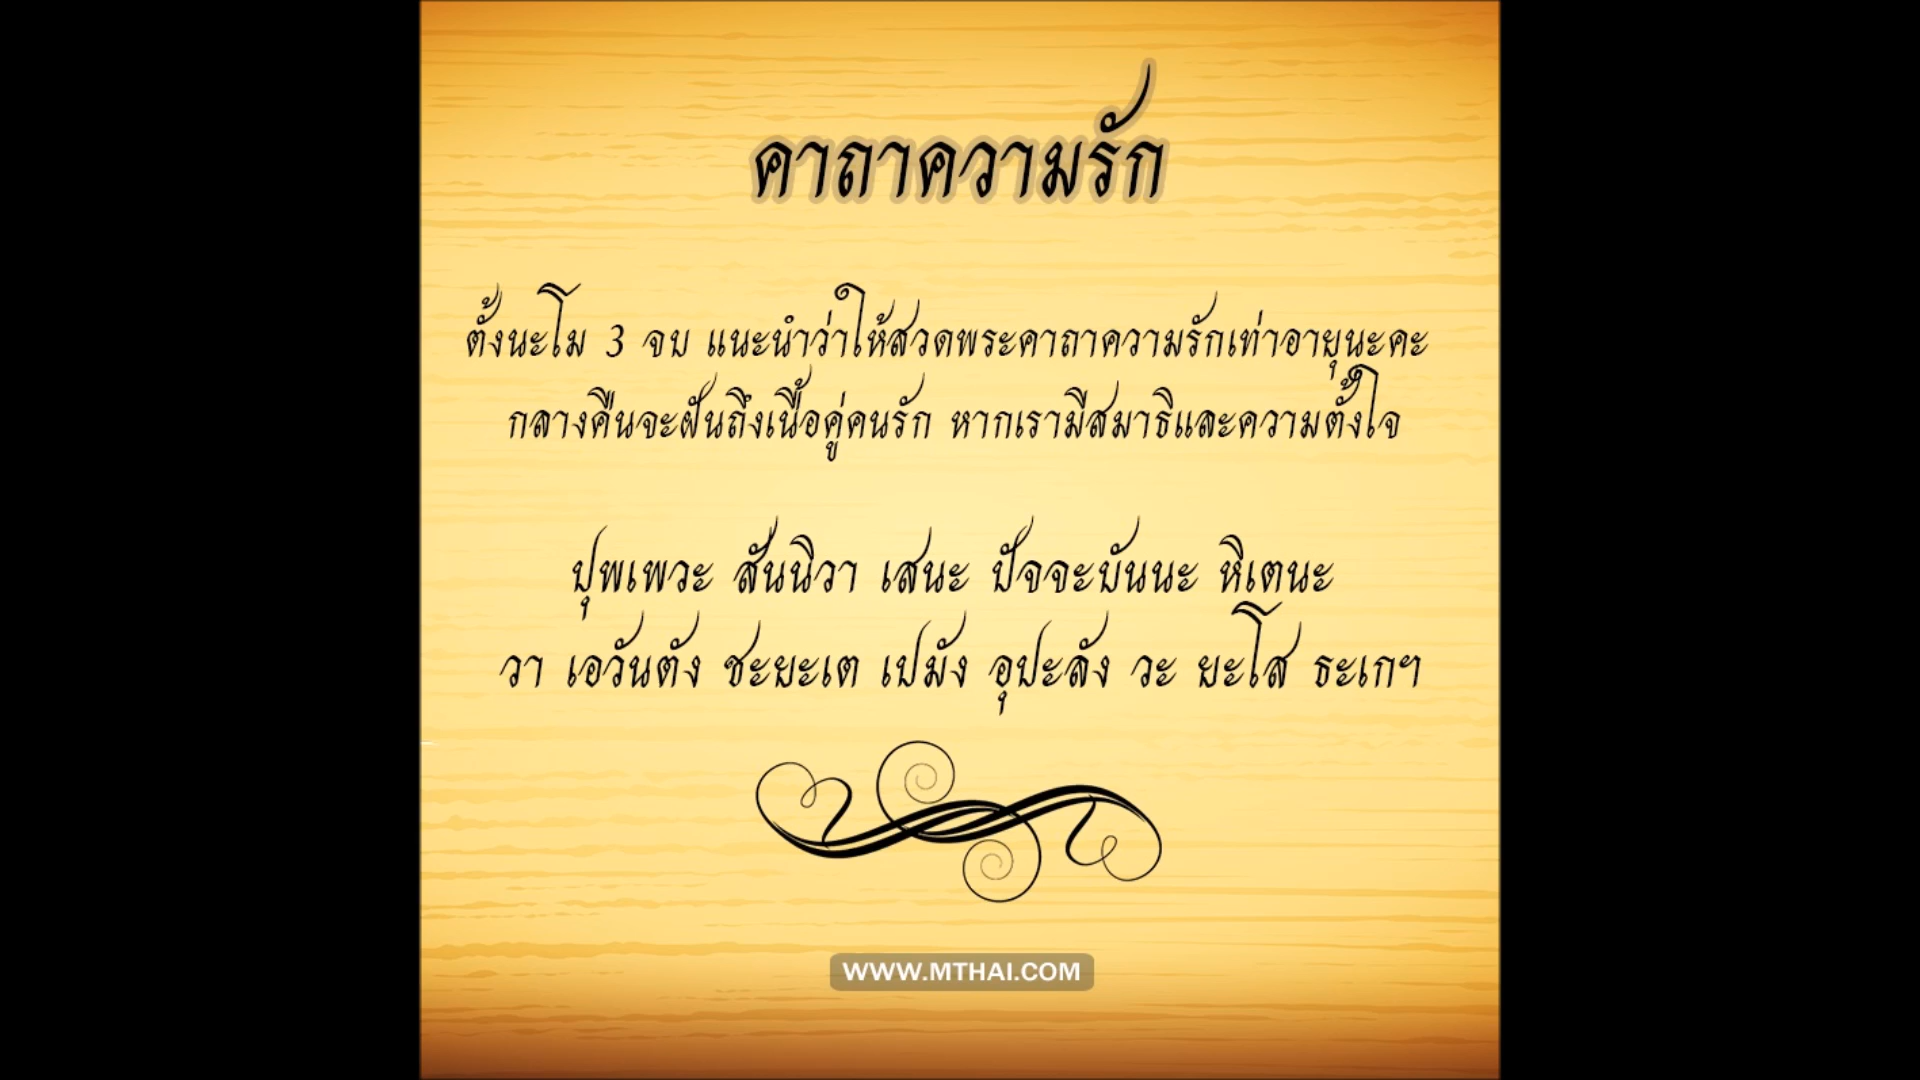 คาถาความรัก
ตั้งนะโม 3 จบ แนะนำว่าให้สวดพระคาถาความรักเท่าอายุนะคะ
กลางคืนจะฝันถึงเนื้อคู่คนรัก หากเรามีสมาธิและความตั้งใจ
ปุพเพวะ สันนิวา เสนะ ปัจจะบันนะ หิเตนะ
วา เอวันตัง ชะยะเต เปมัง อุปะลัง วะ ยะโส ธะเกฯ
WWW.MTHAI.COM